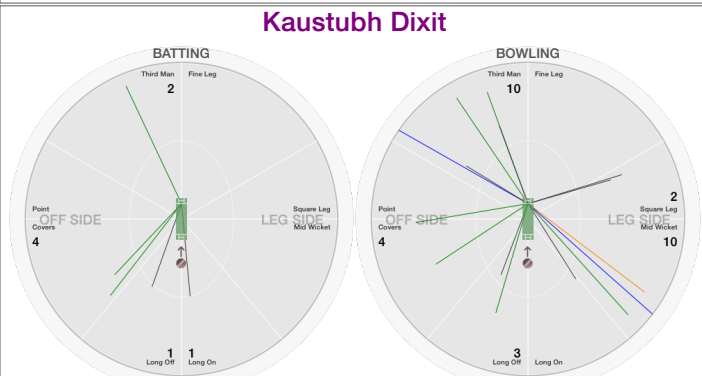 Kaustubh Dixit
BATTING
Third Man Fine Leg
2
Point Square Leg
OFF SIDE LEG SIDE
Covers Mid Wicket
4
1 1
Long Off Long On
BOWLING
Third Man Fine Leg
10
2
Point Square Leg
OFF SIDE LEG SIDE
Covers Mid Wicket
4 10
3
Long Off Long On